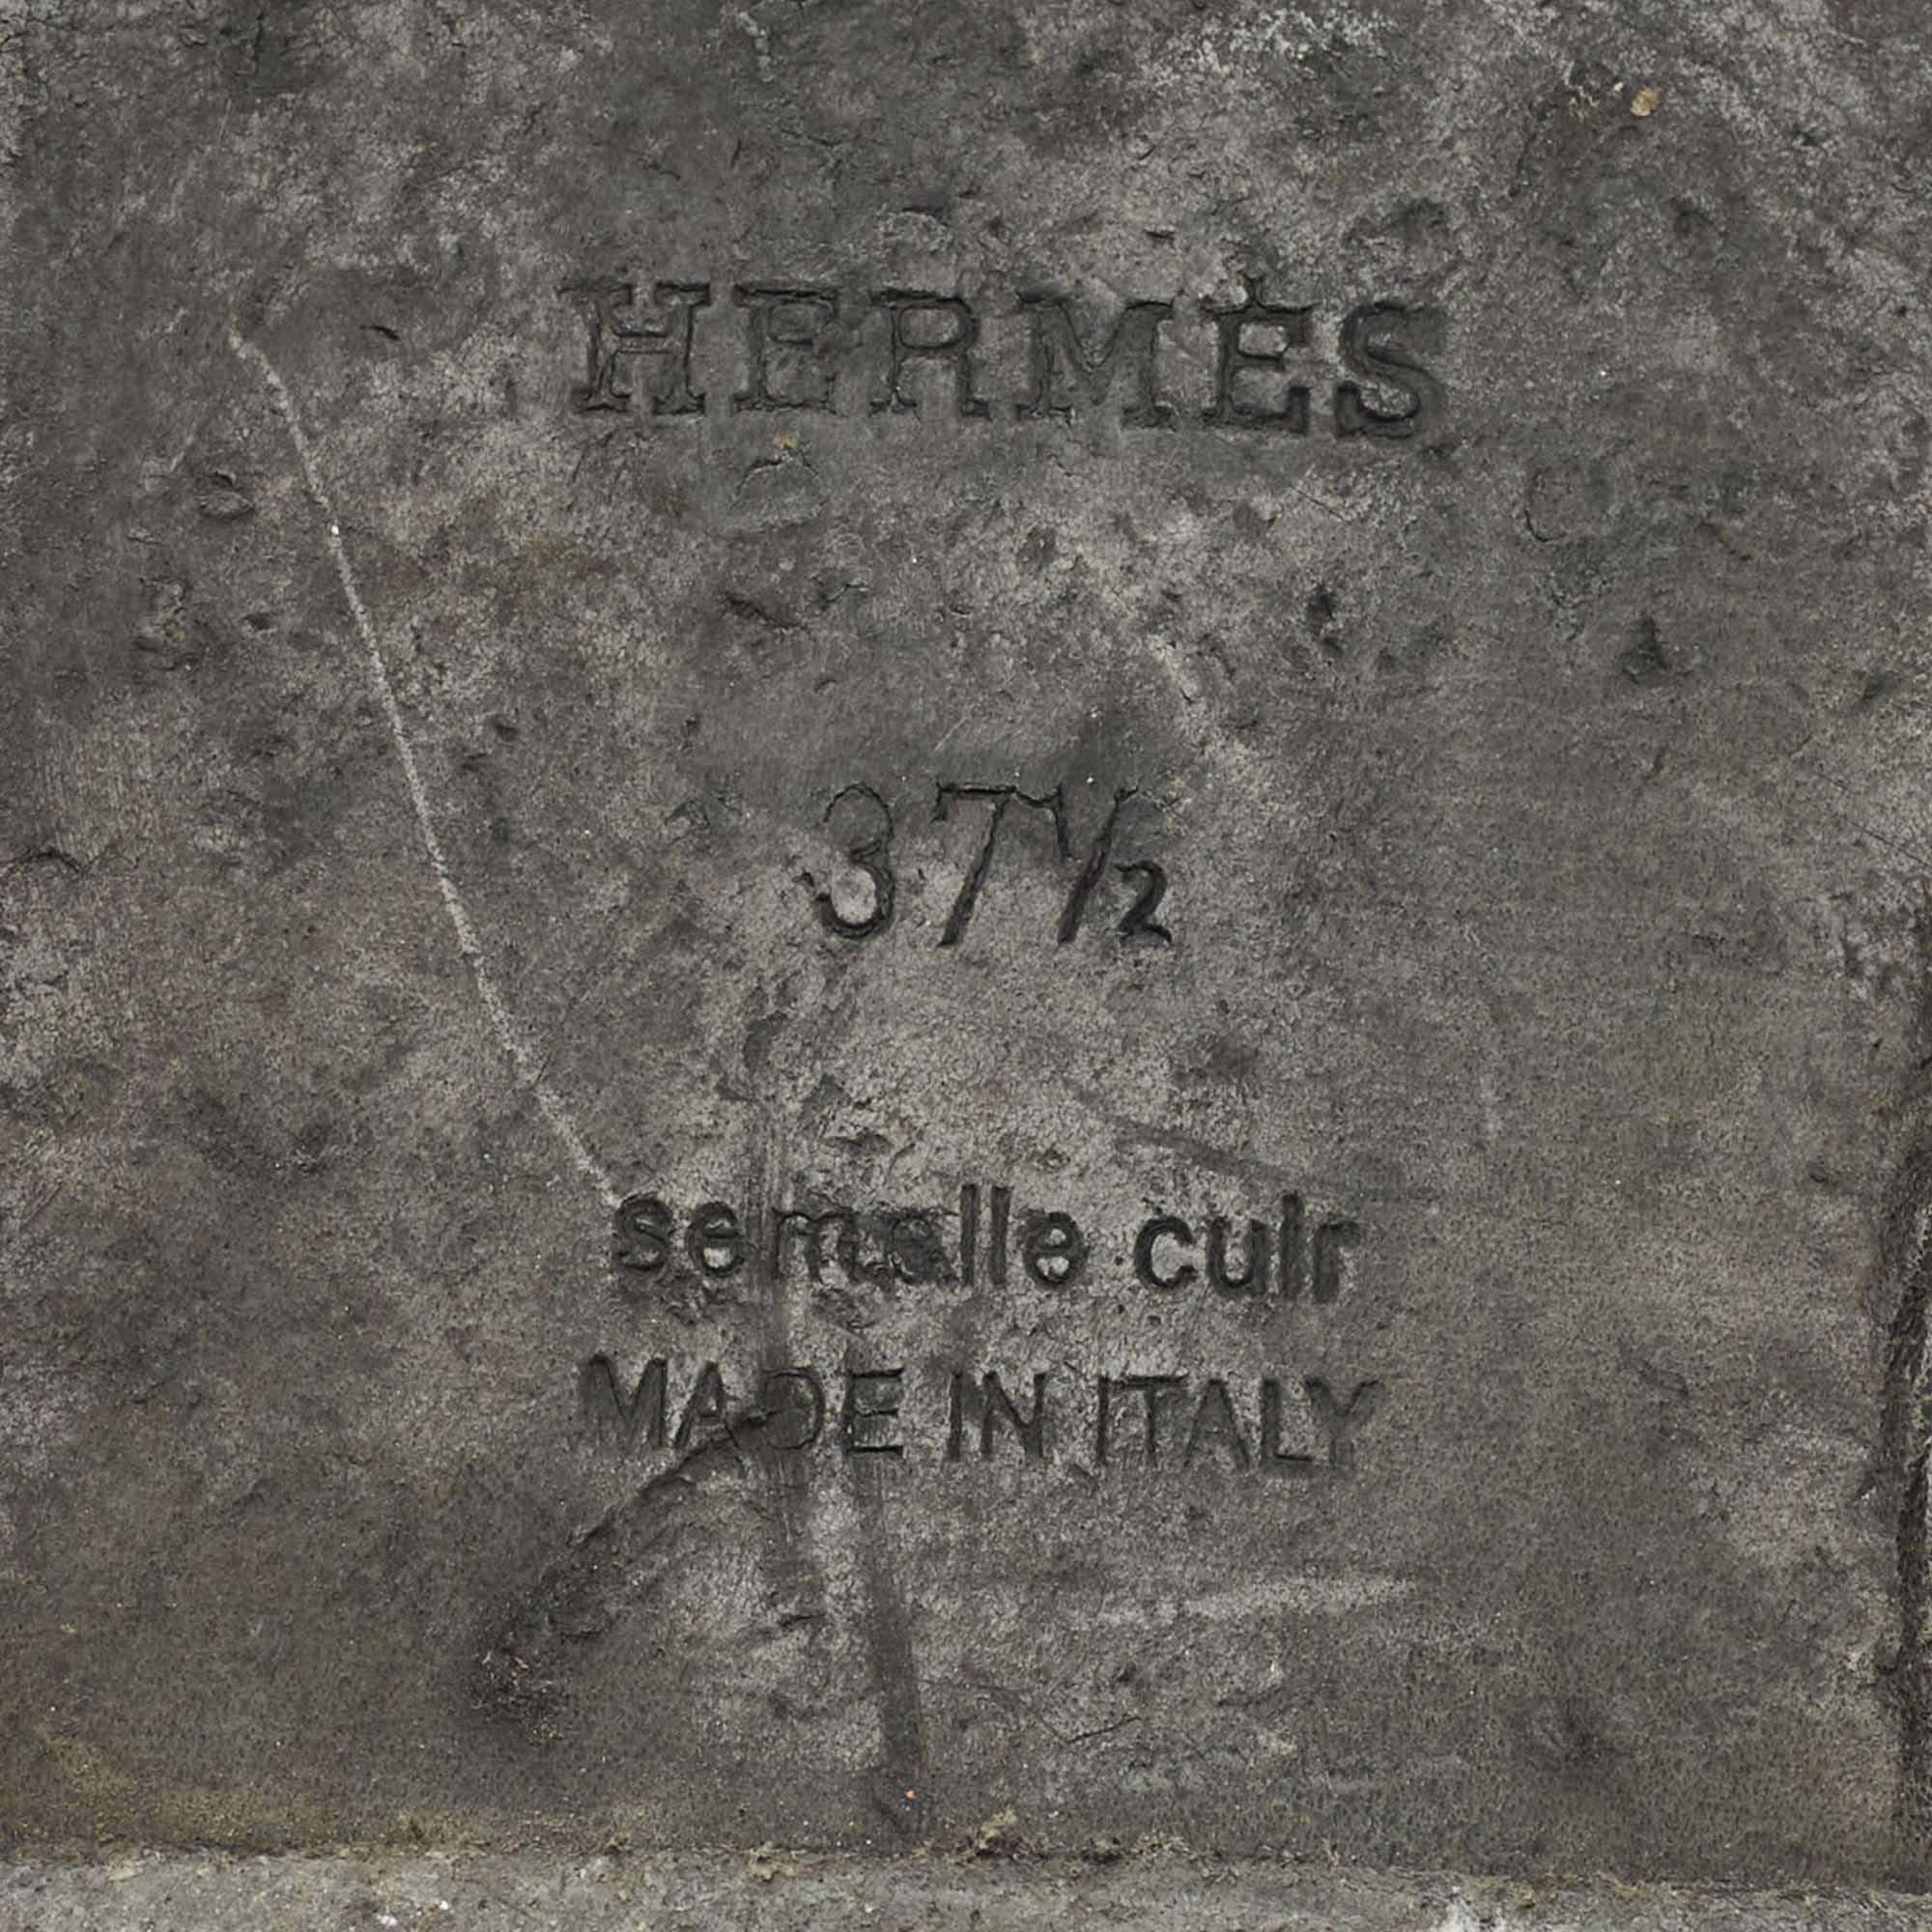 HERMÈS
37½
semelle cuir
MADE IN ITALY